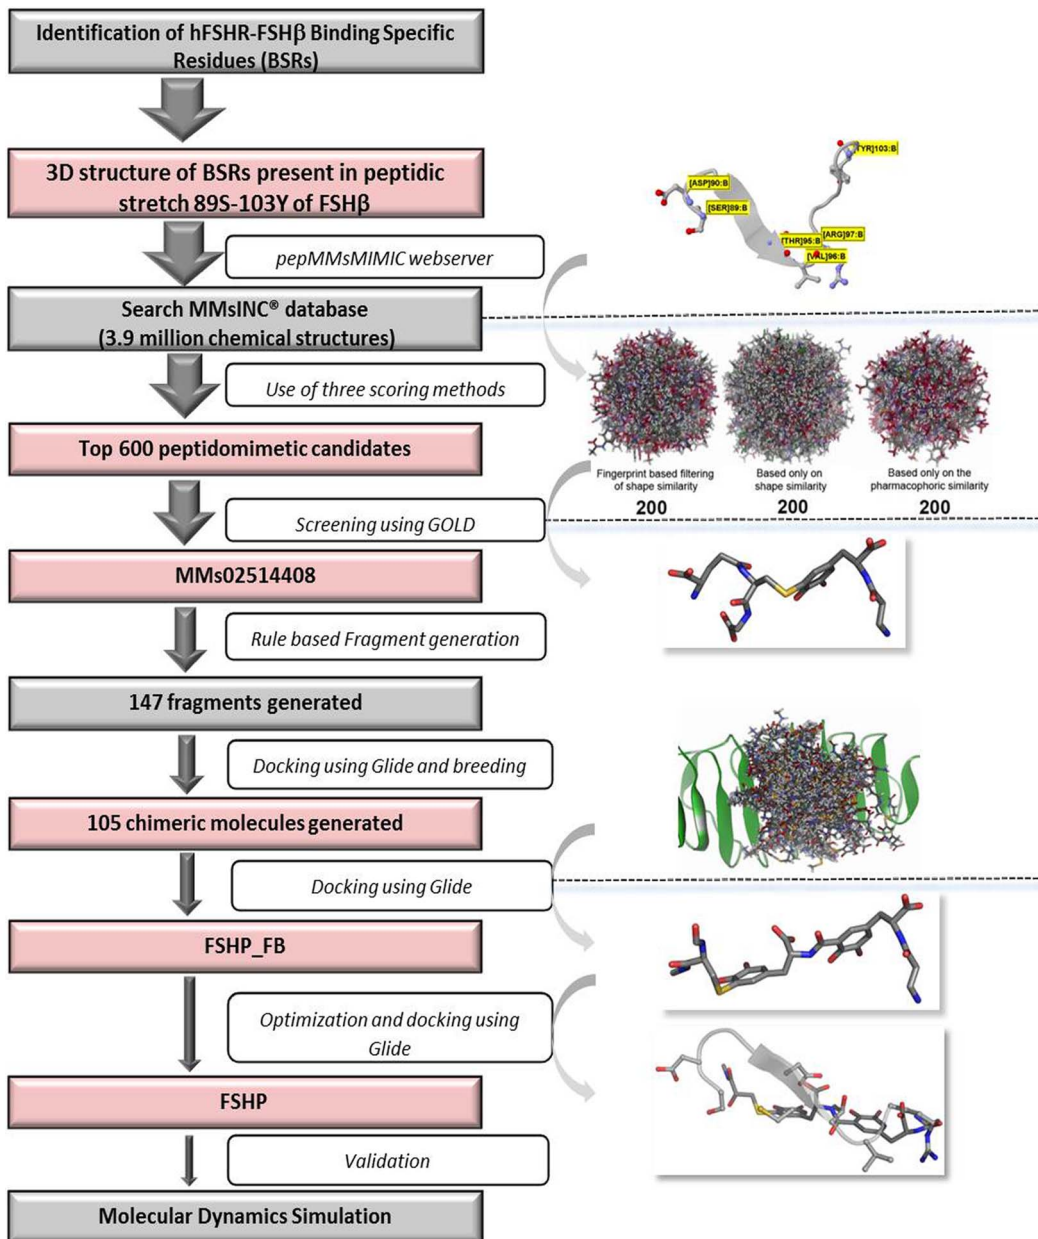 Identification of hFSHR-FSHβ Binding Specific
Residues (BSRs)
3D structure of BSRs present in peptidic
stretch 89S-103Y of FSHβ
[TYR]103:B
[ASP]90:B
[SER]89:B
[ARG]97:B
[THR]95:B
[VAL]96:B
pepMMsMIMIC webserver
Search MMsINC® database
(3.9 million chemical structures)
Use of three scoring methods
Top 600 peptidomimetic candidates
Fingerprint based filtering
of shape similarity
200
Based only on
shape similarity
200
Based only on the
pharmacophoric similarity
200
Screening using GOLD
MMs02514408
Rule based Fragment generation
147 fragments generated
Docking using Glide and breeding
105 chimeric molecules generated
Docking using Glide
FSHP_FB
Optimization and docking using
Glide
FSHP
Validation
Molecular Dynamics Simulation